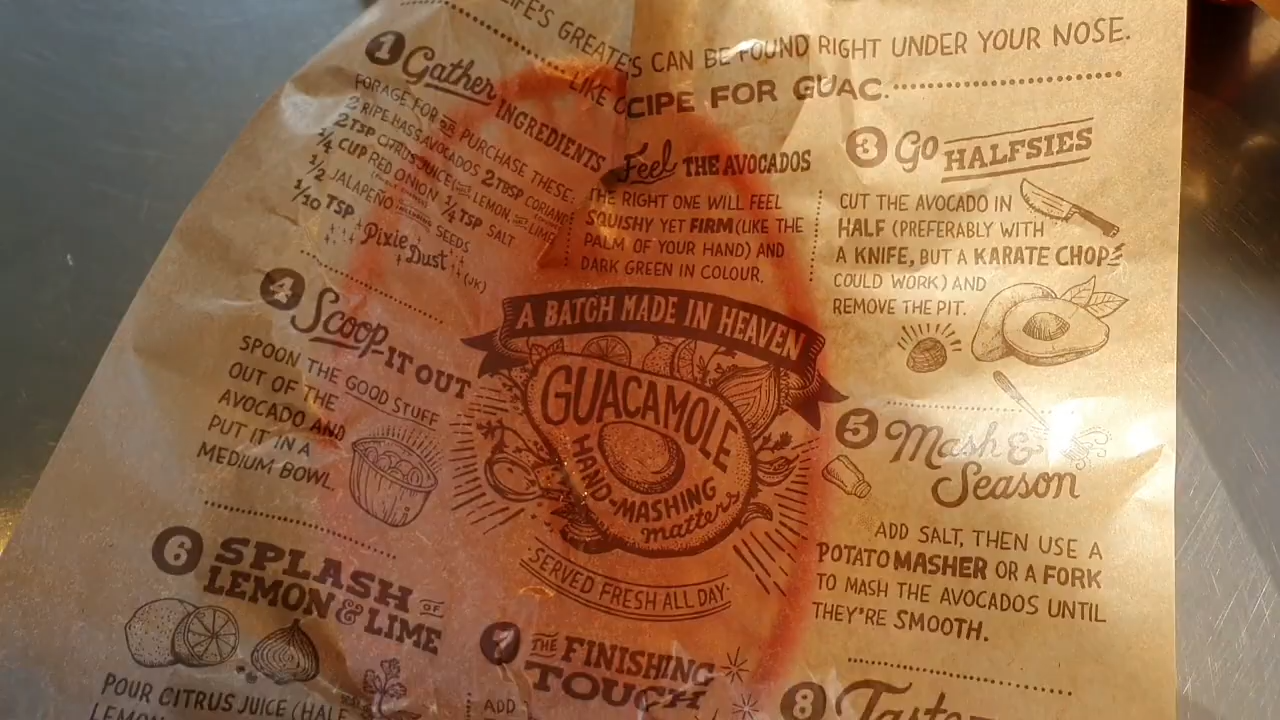 LIFE'S GREATE
'S CAN BE FOUND RIGHT UNDER YOUR NOSE.
LIKE
CIPE FOR GUAC.
1 Gather INGREDIENTS
FORAGE FOR OR PURCHASE THESE:
2 RIPE HASS AVOCADOS 2 TBSP CORIAND
2 TSP CITRUS JUICE LEMON LIME
1/4 CUP RED ONION 1/4 TSP SALT
1/2 JALAPEÑO INCLUDING SEEDS
1/10 TSP Pixie Dust (JK)
Feel THE AVOCADOS
THE RIGHT ONE WILL FEEL
SQUISHY YET FIRM (LIKE THE
PALM OF YOUR HAND) AND
DARK GREEN IN COLOUR.
3 Go HALFSIES
CUT THE AVOCADO IN
HALF (PREFERABLY WITH
A KNIFE, BUT A KARATE CHOP
COULD WORK) AND
REMOVE THE PIT.
4 Scoop-IT OUT
SPOON THE GOOD STUFF
OUT OF THE
AVOCADO AND
PUT IT IN A
MEDIUM BOWL.
A BATCH MADE IN HEAVEN
GUACAMOLE
HAND-MASHING
matters
SERVED FRESH ALL DAY.
5 Mash &
Season
ADD SALT, THEN USE A
POTATO MASHER OR A FORK
TO MASH THE AVOCADOS UNTIL
THEY'RE SMOOTH.
6 SPLASH OF
LEMON & LIME
POUR CITRUS JUICE (HALF
LEMON
7 THE FINISHING
TOUCH
ADD
8 Taste